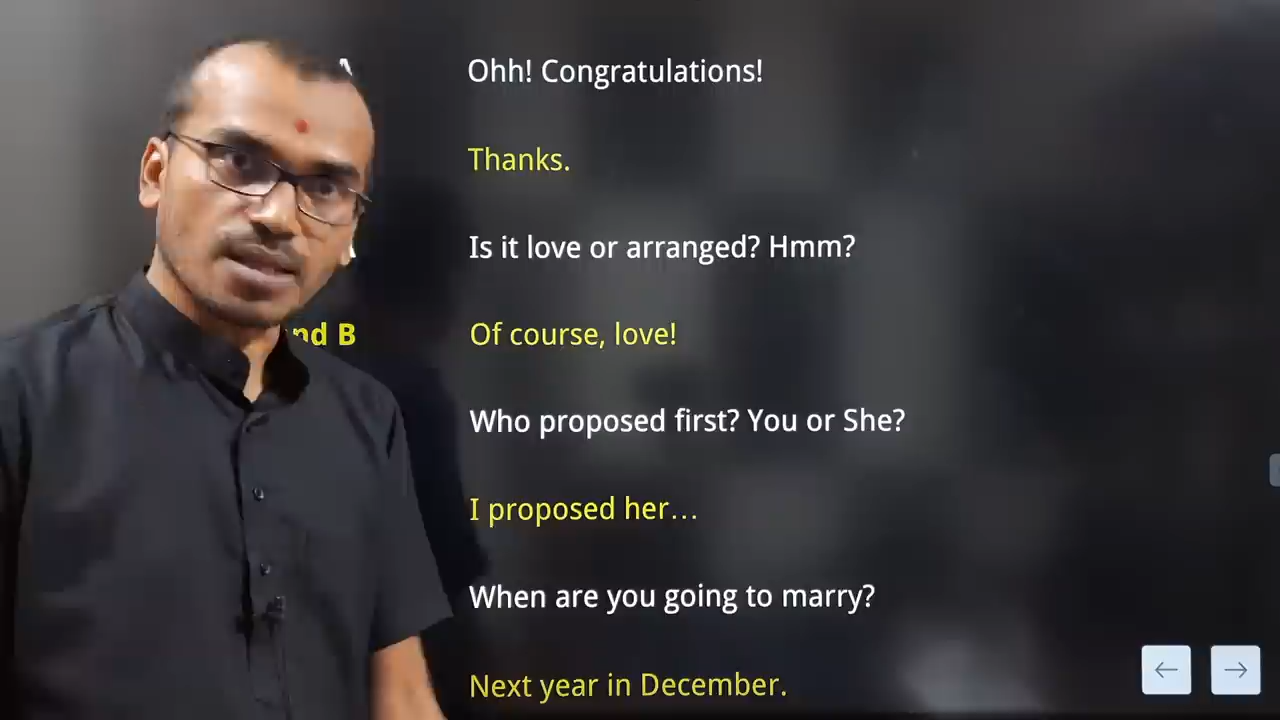 A
Ohh! Congratulations!
Thanks.
A
Is it love or arranged? Hmm?
nd B
Of course, love!
Who proposed first? You or She?
I proposed her…
When are you going to marry?
Next year in December.